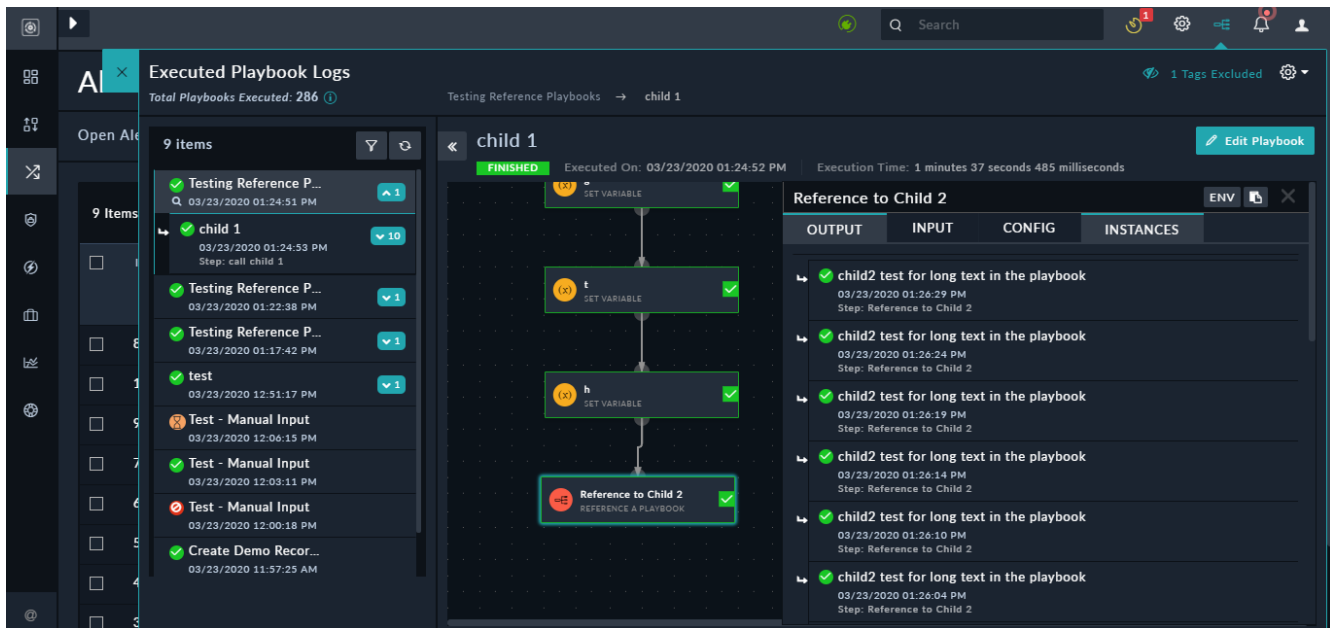 1
Search
Al
Executed Playbook Logs
Total Playbooks Executed: 286
Testing Reference Playbooks → child 1
1 Tags Excluded
Open Ale
9 items
child 1
Edit Playbook
FINISHED
Executed On: 03/23/2020 01:24:52 PM
Execution Time: 1 minutes 37 seconds 485 milliseconds
9 Items
Testing Reference P...
03/23/2020 01:24:51 PM
1
child 1
03/23/2020 01:24:53 PM
Step: call child 1
10
Testing Reference P...
03/23/2020 01:22:38 PM
1
Testing Reference P...
03/23/2020 01:17:42 PM
1
test
03/23/2020 12:51:17 PM
1
Test - Manual Input
03/23/2020 12:06:15 PM
Test - Manual Input
03/23/2020 12:03:11 PM
Test - Manual Input
03/23/2020 12:00:18 PM
Create Demo Recor...
03/23/2020 11:57:25 AM
8
1
9
7
6
5
4
3
@
(x)
SET VARIABLE
(x)
t
SET VARIABLE
(x)
h
SET VARIABLE
Reference to Child 2
REFERENCE A PLAYBOOK
Reference to Child 2
ENV
OUTPUT INPUT CONFIG INSTANCES
child2 test for long text in the playbook
03/23/2020 01:26:29 PM
Step: Reference to Child 2
child2 test for long text in the playbook
03/23/2020 01:26:24 PM
Step: Reference to Child 2
child2 test for long text in the playbook
03/23/2020 01:26:19 PM
Step: Reference to Child 2
child2 test for long text in the playbook
03/23/2020 01:26:14 PM
Step: Reference to Child 2
child2 test for long text in the playbook
03/23/2020 01:26:10 PM
Step: Reference to Child 2
child2 test for long text in the playbook
03/23/2020 01:26:04 PM
Step: Reference to Child 2